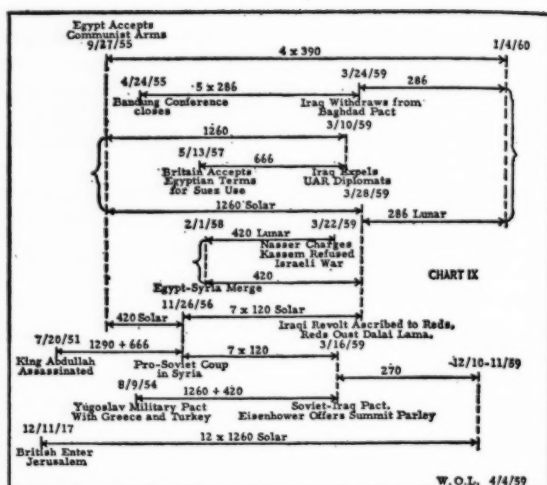 Egypt Accepts
Communist Arms
9/27/55
1/4/60
4 x 390
4/24/55
3/24/59
286
5 x 286
Bandung Conference
closes
Iraq Withdraws from
Baghdad Pact
1260
3/10/59
5/13/57
666
Britain Accepts
Egyptian Terms
for Suez Use
Iraq Expels
UAR Diplomats
3/28/59
1260 Solar
286 Lunar
2/1/58
420 Lunar
3/22/59
Nasser Charges
Kassem Refused
Israeli War
420
CHART IX
Egypt-Syria Merge
11/26/56
7 x 120 Solar
420 Solar
Iraqi Revolt Ascribed to Reds,
Reds Oust Dalai Lama.
7/20/51
1290 + 666
7 x 120
3/16/59
King Abdullah
Assassinated
Pro-Soviet Coup
in Syria
270
12/10-11/59
8/9/54
1260 + 420
Yugoslav Military Pact
With Greece and Turkey
Soviet-Iraq Pact.
Eisenhower Offers Summit Parley
12/11/17
12 x 1260 Solar
British Enter
Jerusalem
W.O.L. 4/4/59